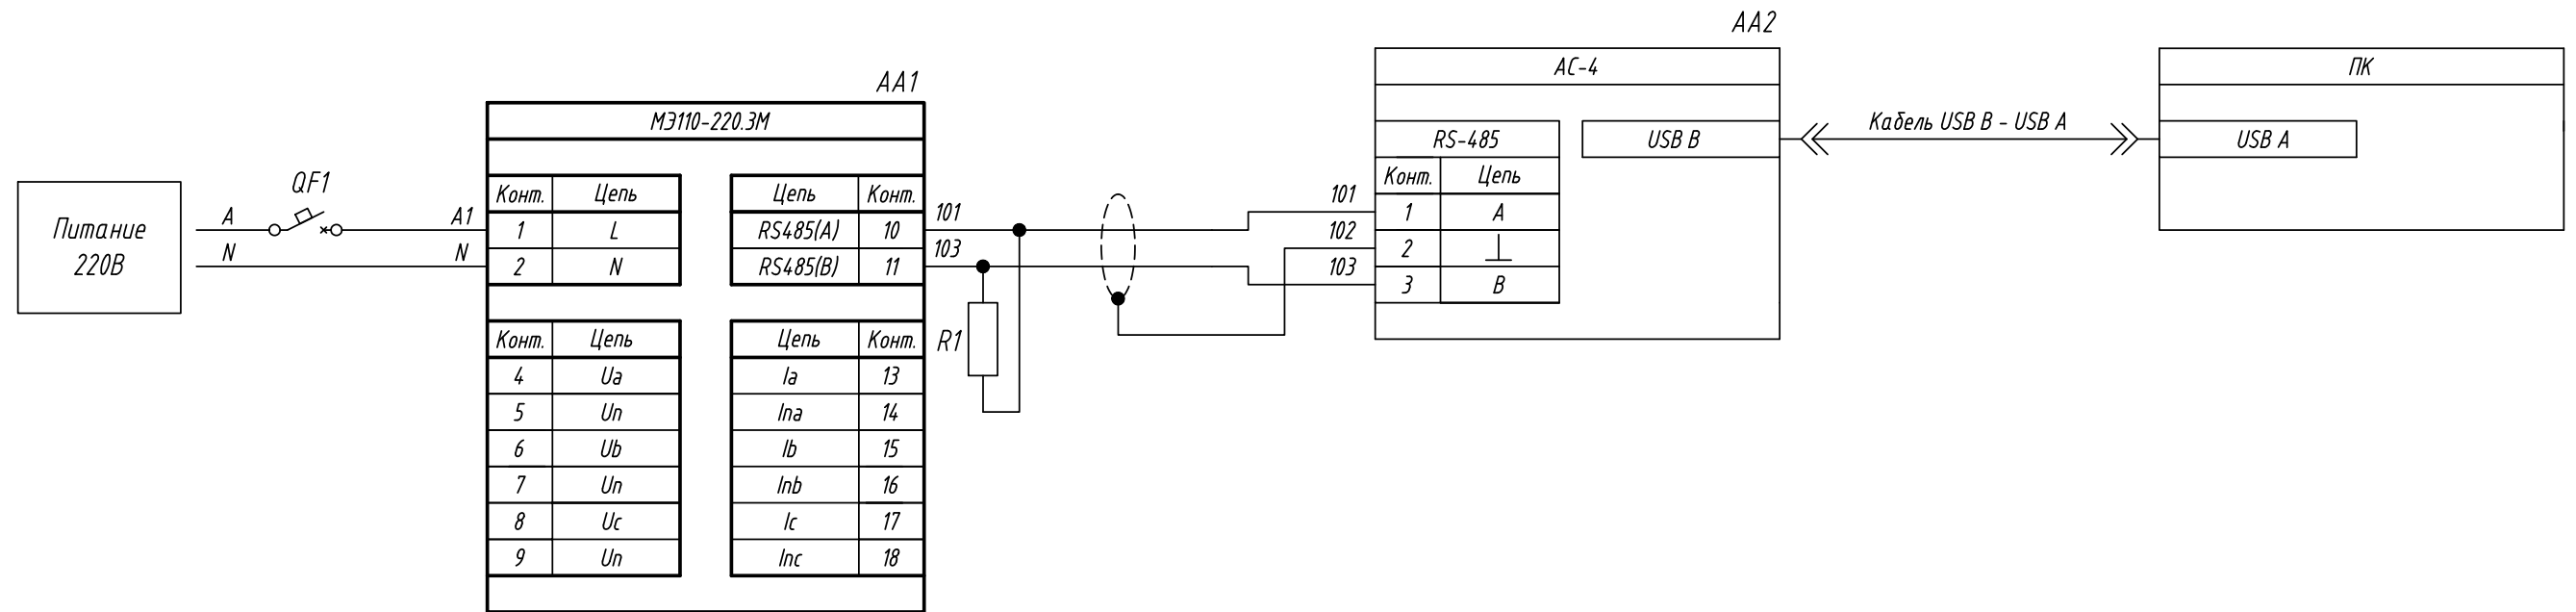 AA2
АС-4
ПК
AA1
МЭ110-220.3М
RS-485
USB B
Кабель USB B - USB A
USB A
Питание
220В
QF1
A
A1
N
N
Конт. Цепь
1 L
2 N
Цепь Конт.
RS485(A) 10
RS485(B) 11
101
103
101
102
103
Конт. Цепь
1 A
2
3 B
R1
Конт. Цепь
4 Ua
5 Un
6 Ub
7 Un
8 Uc
9 Un
Цепь Конт.
Ia 13
Ina 14
Ib 15
Inb 16
Ic 17
Inc 18